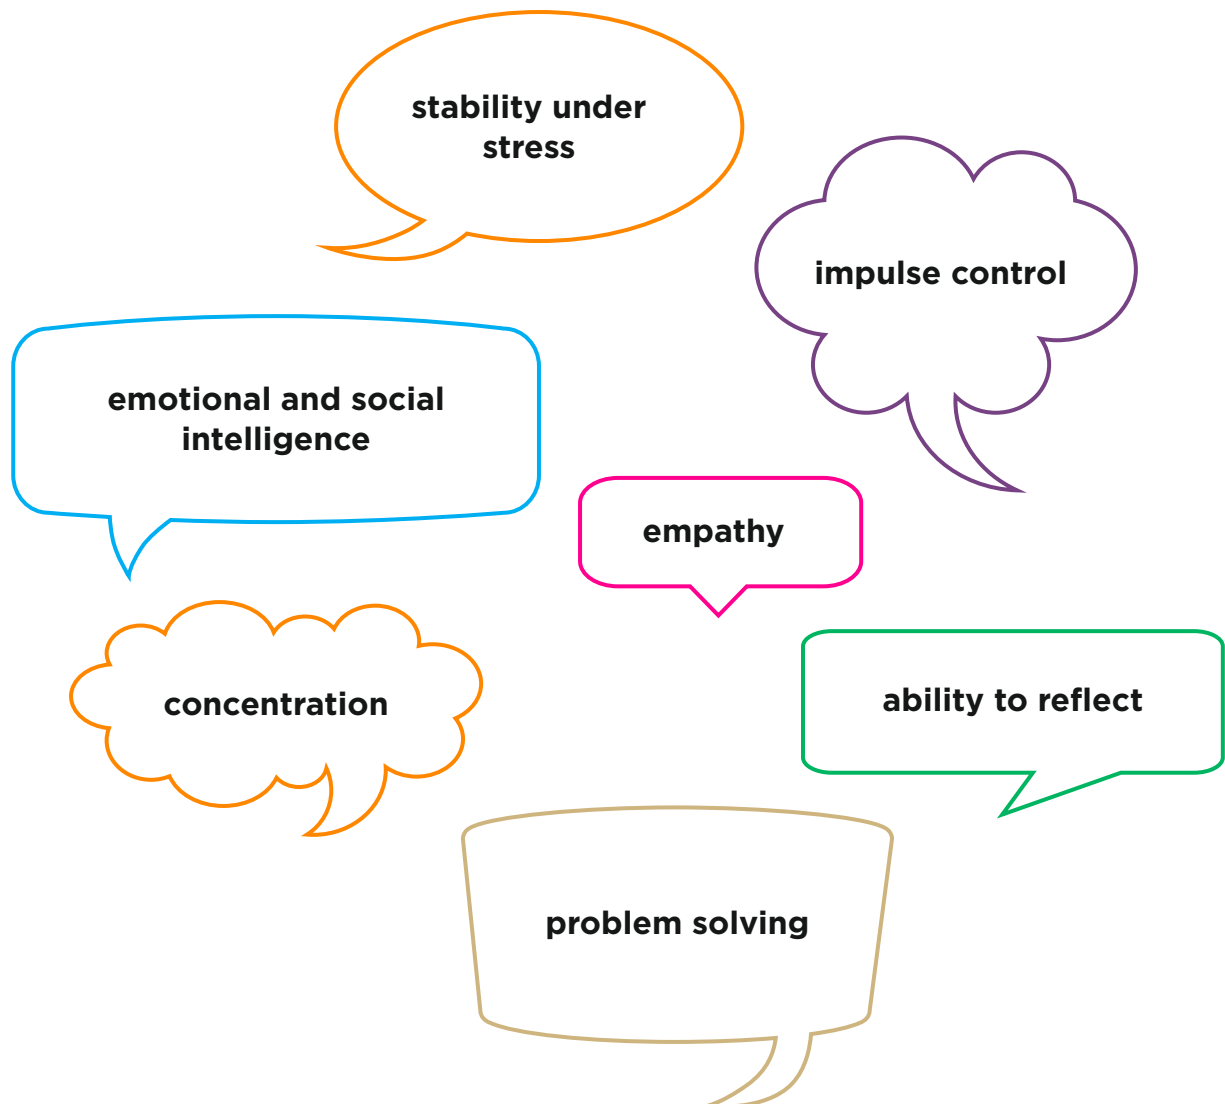 stability under
stress
impulse control
emotional and social
intelligence
empathy
concentration
ability to reflect
problem solving